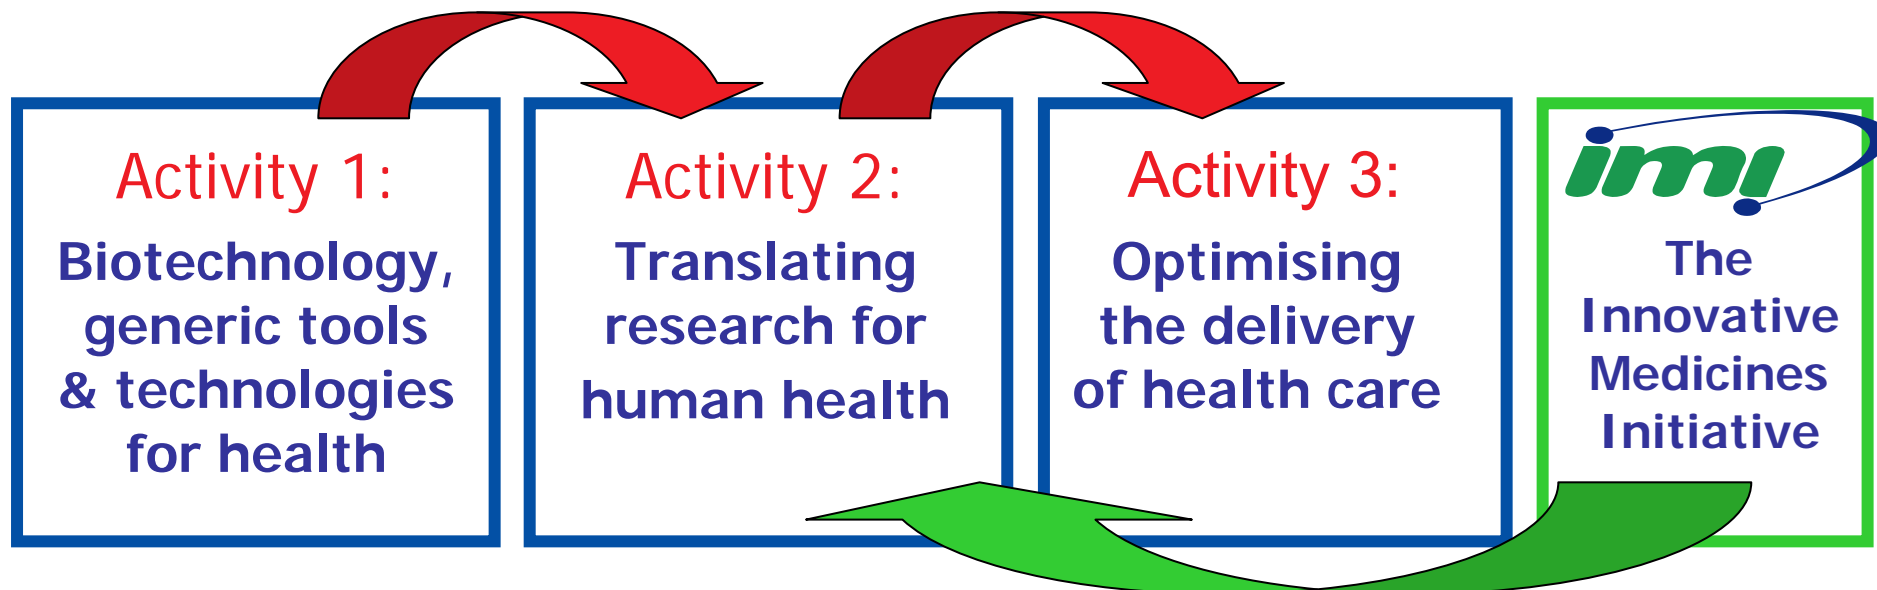 Activity 1:
Biotechnology,
generic tools
& technologies
for health
Activity 2:
Translating
research for
human health
Activity 3:
Optimising
the delivery
of health care
imi
The
Innovative
Medicines
Initiative